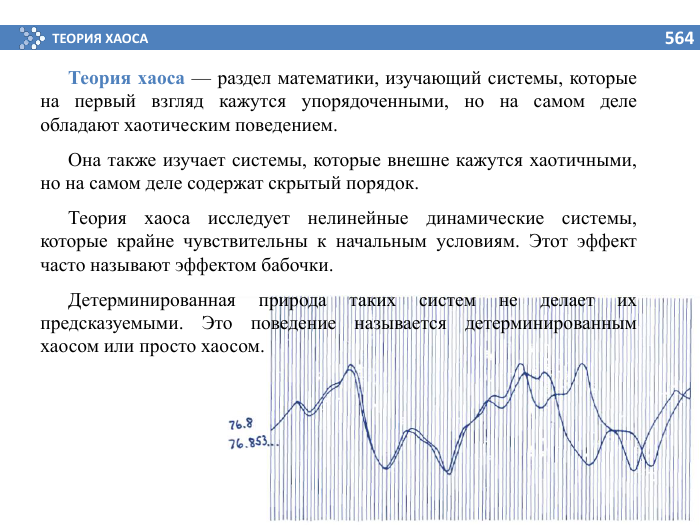 ТЕОРИЯ ХАОСА
564
Теория хаоса — раздел математики, изучающий системы, которые
на первый взгляд кажутся упорядоченными, но на самом деле
обладают хаотическим поведением.
Она также изучает системы, которые внешне кажутся хаотичными,
но на самом деле содержат скрытый порядок.
Теория хаоса исследует нелинейные динамические системы,
которые крайне чувствительны к начальным условиям. Этот эффект
часто называют эффектом бабочки.
Детерминированная природа таких систем не делает их
предсказуемыми. Это поведение называется детерминированным
хаосом или просто хаосом.
76.8
76.853...